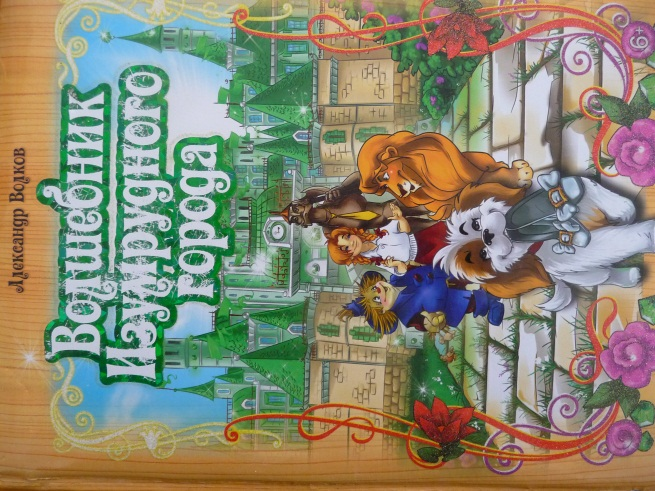 Александр Волков
Волшебник
Изумрудного
города
6+